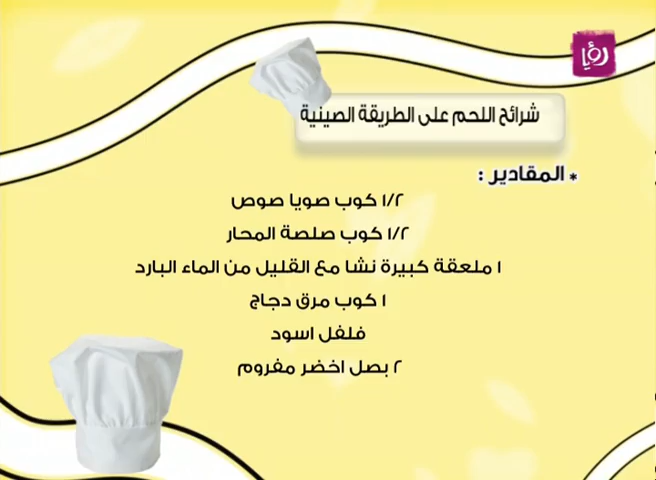 رؤيا
شرائح اللحم على الطريقة الصينية
* المقادير :
١/٢ كوب صويا صوص
١/٢ كوب صلصة المحار
١ ملعقة كبيرة نشا مع القليل من الماء البارد
١ كوب مرق دجاج
فلفل اسود
٢ بصل اخضر مفروم